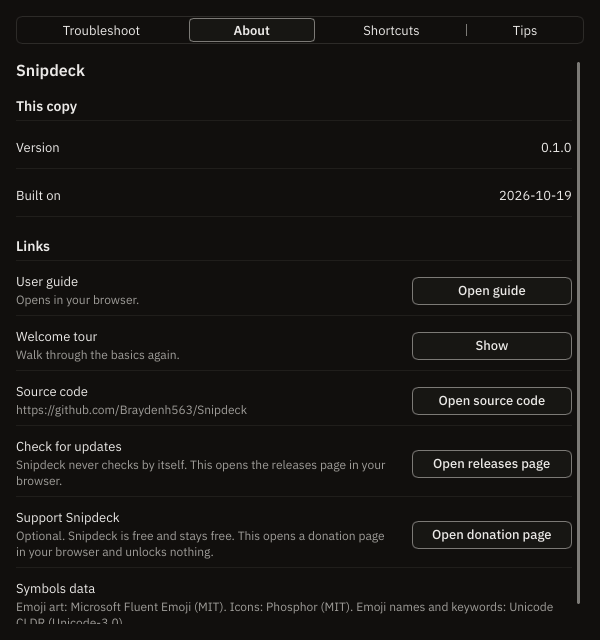 Troubleshoot About Shortcuts Tips
Snipdeck
This copy
Version 0.1.0
Built on 2026-10-19
Links
User guide
Opens in your browser.
Open guide
Welcome tour
Walk through the basics again.
Show
Source code
https://github.com/Braydenh563/Snipdeck
Open source code
Check for updates
Snipdeck never checks by itself. This opens the releases page in your
browser.
Open releases page
Support Snipdeck
Optional. Snipdeck is free and stays free. This opens a donation page
in your browser and unlocks nothing.
Open donation page
Symbols data
Emoji art: Microsoft Fluent Emoji (MIT). Icons: Phosphor (MIT). Emoji names and keywords: Unicode
CLDR (Unicode-3.0)